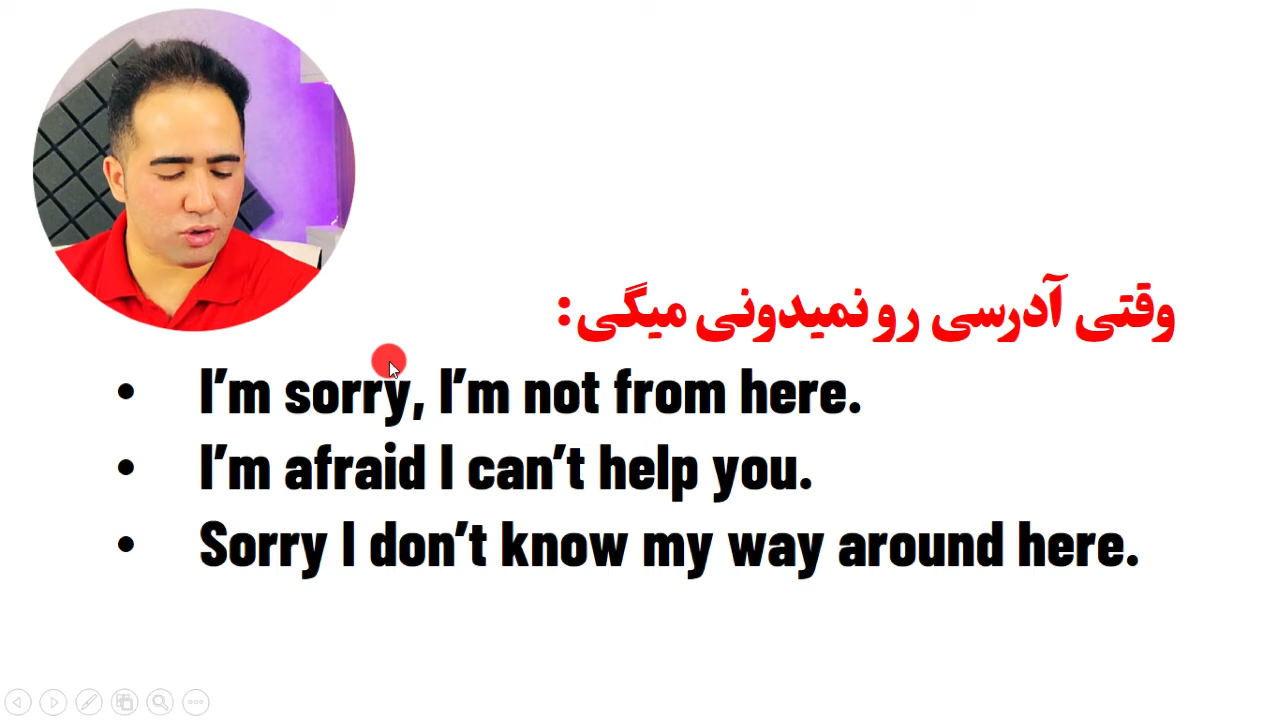 وقتی آدرسی رو نمیدونی میگی:
• I’m sorry, I’m not from here.
• I’m afraid I can’t help you.
• Sorry I don’t know my way around here.